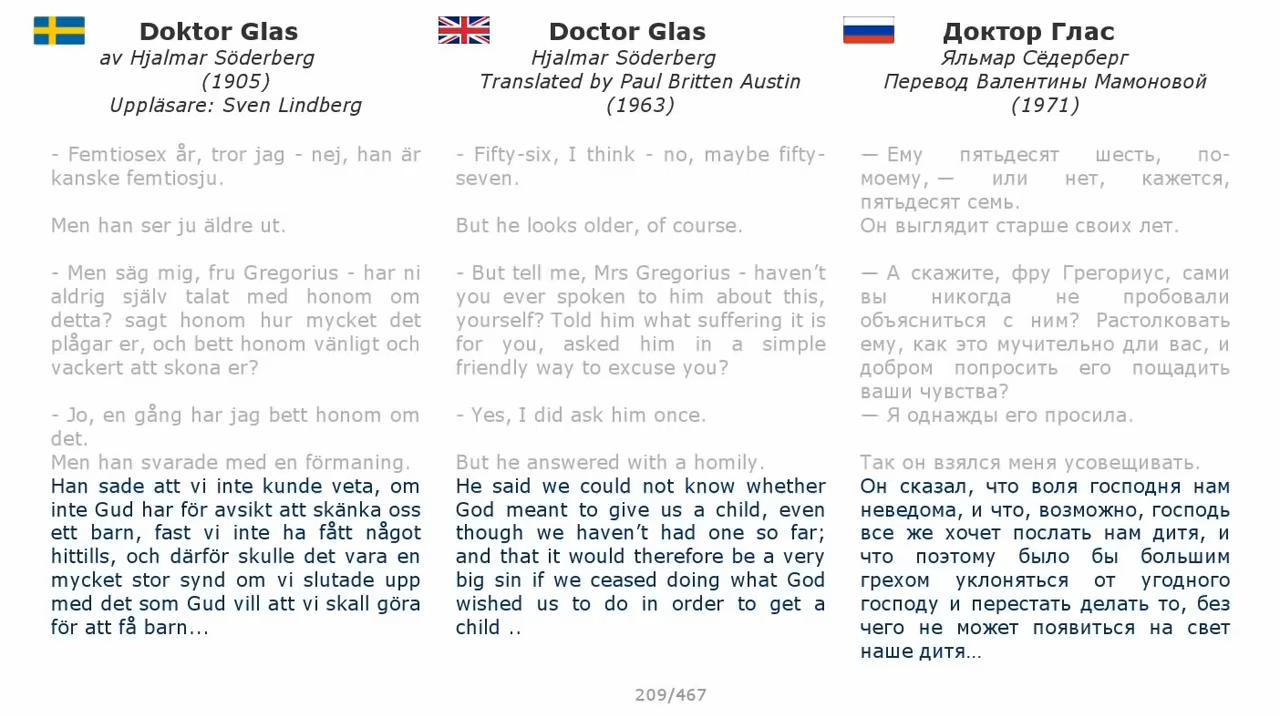 Doktor Glas
av Hjalmar Söderberg
(1905)
Uppläsare: Sven Lindberg
- Femtiosex år, tror jag - nej, han är
kanske femtiosju.
Men han ser ju äldre ut.
- Men säg mig, fru Gregorius - har ni
aldrig själv talat med honom om
detta? sagt honom hur mycket det
plågar er, och bett honom vänligt och
vackert att skona er?
- Jo, en gång har jag bett honom om
det.
Men han svarade med en förmaning.
Han sade att vi inte kunde veta, om
inte Gud har för avsikt att skänka oss
ett barn, fast vi inte ha fått något
hittills, och därför skulle det vara en
mycket stor synd om vi slutade upp
med det som Gud vill att vi skall göra
för att få barn...
Doctor Glas
Hjalmar Söderberg
Translated by Paul Britten Austin
(1963)
- Fifty-six, I think - no, maybe fifty-
seven.
But he looks older, of course.
- But tell me, Mrs Gregorius - haven’t
you ever spoken to him about this,
yourself? Told him what suffering it is
for you, asked him in a simple
friendly way to excuse you?
- Yes, I did ask him once.
But he answered with a homily.
He said we could not know whether
God meant to give us a child, even
though we haven’t had one so far;
and that it would therefore be a very
big sin if we ceased doing what God
wished us to do in order to get a
child ..
Доктор Глас
Яльмар Сёдерберг
Перевод Валентины Мамоновой
(1971)
— Ему пятьдесят шесть, по-
моему, — или нет, кажется,
пятьдесят семь.
Он выглядит старше своих лет.
— А скажите, фру Грегориус, сами
вы никогда не пробовали
объясниться с ним? Растолковать
ему, как это мучительно дли вас, и
добром попросить его пощадить
ваши чувства?
— Я однажды его просила.
Так он взялся меня усовещивать.
Он сказал, что воля господня нам
неведома, и что, возможно, господь
все же хочет послать нам дитя, и
что поэтому было бы большим
грехом уклоняться от угодного
господу и перестать делать то, без
чего не может появиться на свет
наше дитя…
209/467